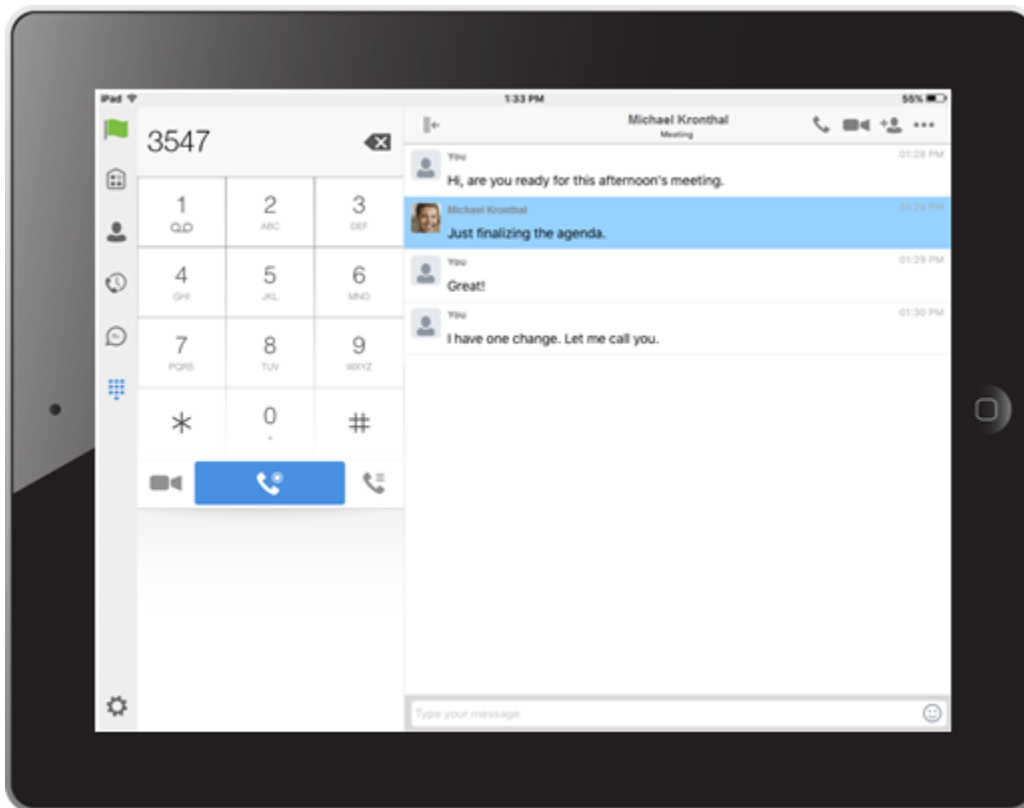 iPad
1:33 PM
55%
3547
1
2
ABC
3
DEF
4
GHI
5
JKL
6
MNO
7
PQRS
8
TUV
9
WXYZ
*
0
#
Michael Kronthal
Meeting
You
01:28 PM
Hi, are you ready for this afternoon's meeting.
Michael Kronthal
01:29 PM
Just finalizing the agenda.
You
01:29 PM
Great!
You
01:30 PM
I have one change. Let me call you.
Type your message